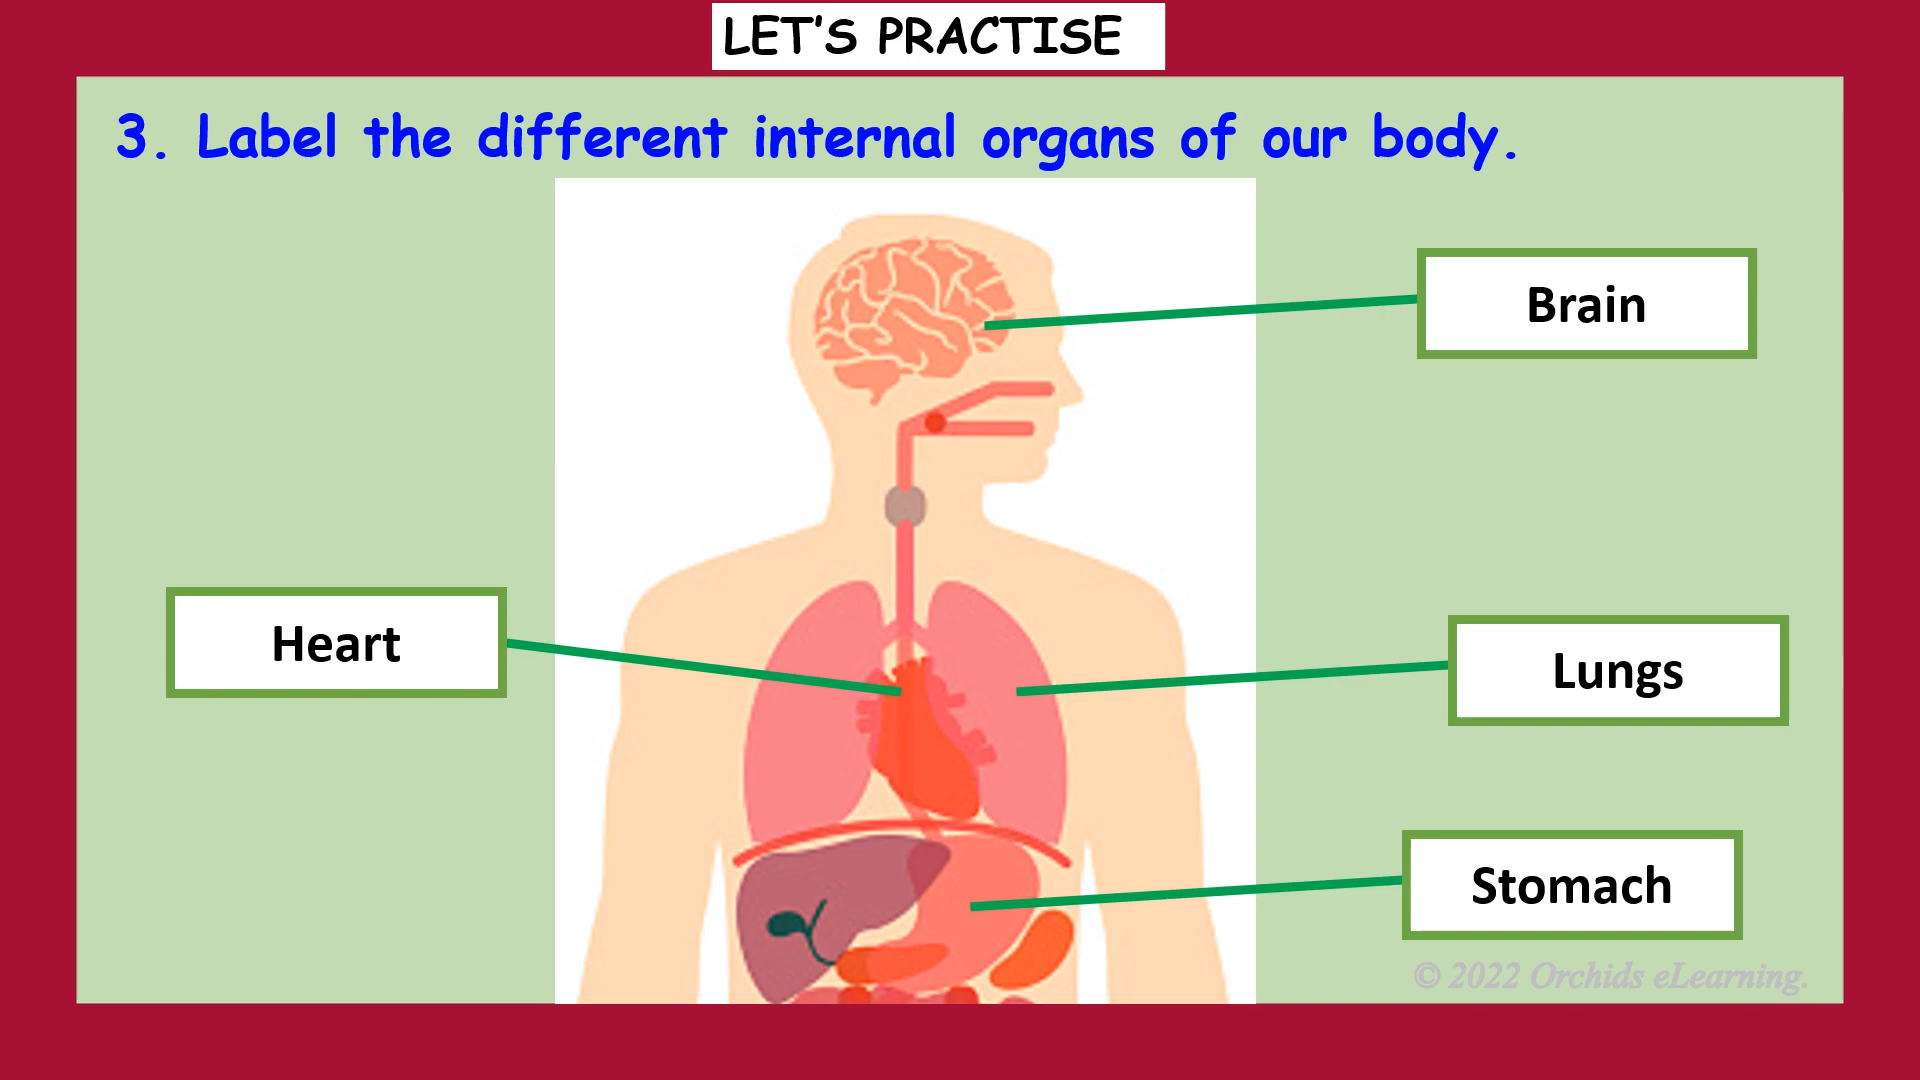 LET'S PRACTISE
3. Label the different internal organs of our body.
Brain
Heart
Lungs
Stomach
© 2022 Orchids eLearning.